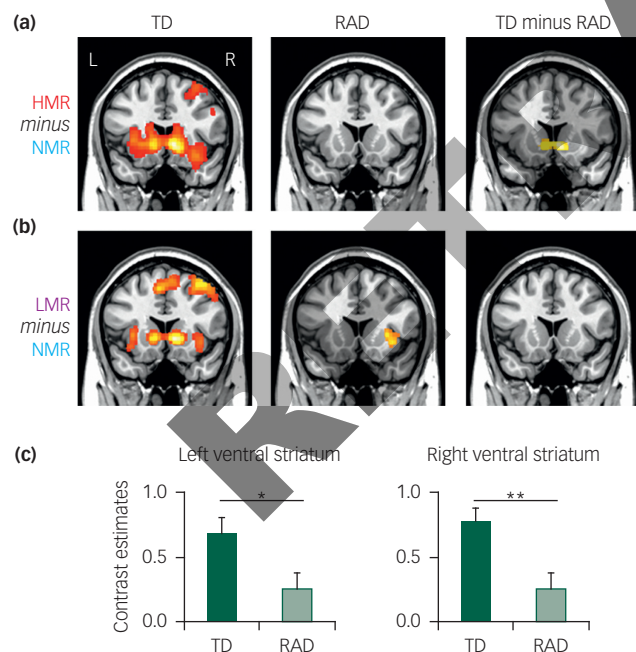 (a) TD RAD TD minus RAD
L R
HMR
minus
NMR
(b)
LMR
minus
NMR
(c) Left ventral striatum Right ventral striatum
Contrast estimates
1.0 * 1.0 **
0.5 0.5
0.0 0.0
TD RAD TD RAD